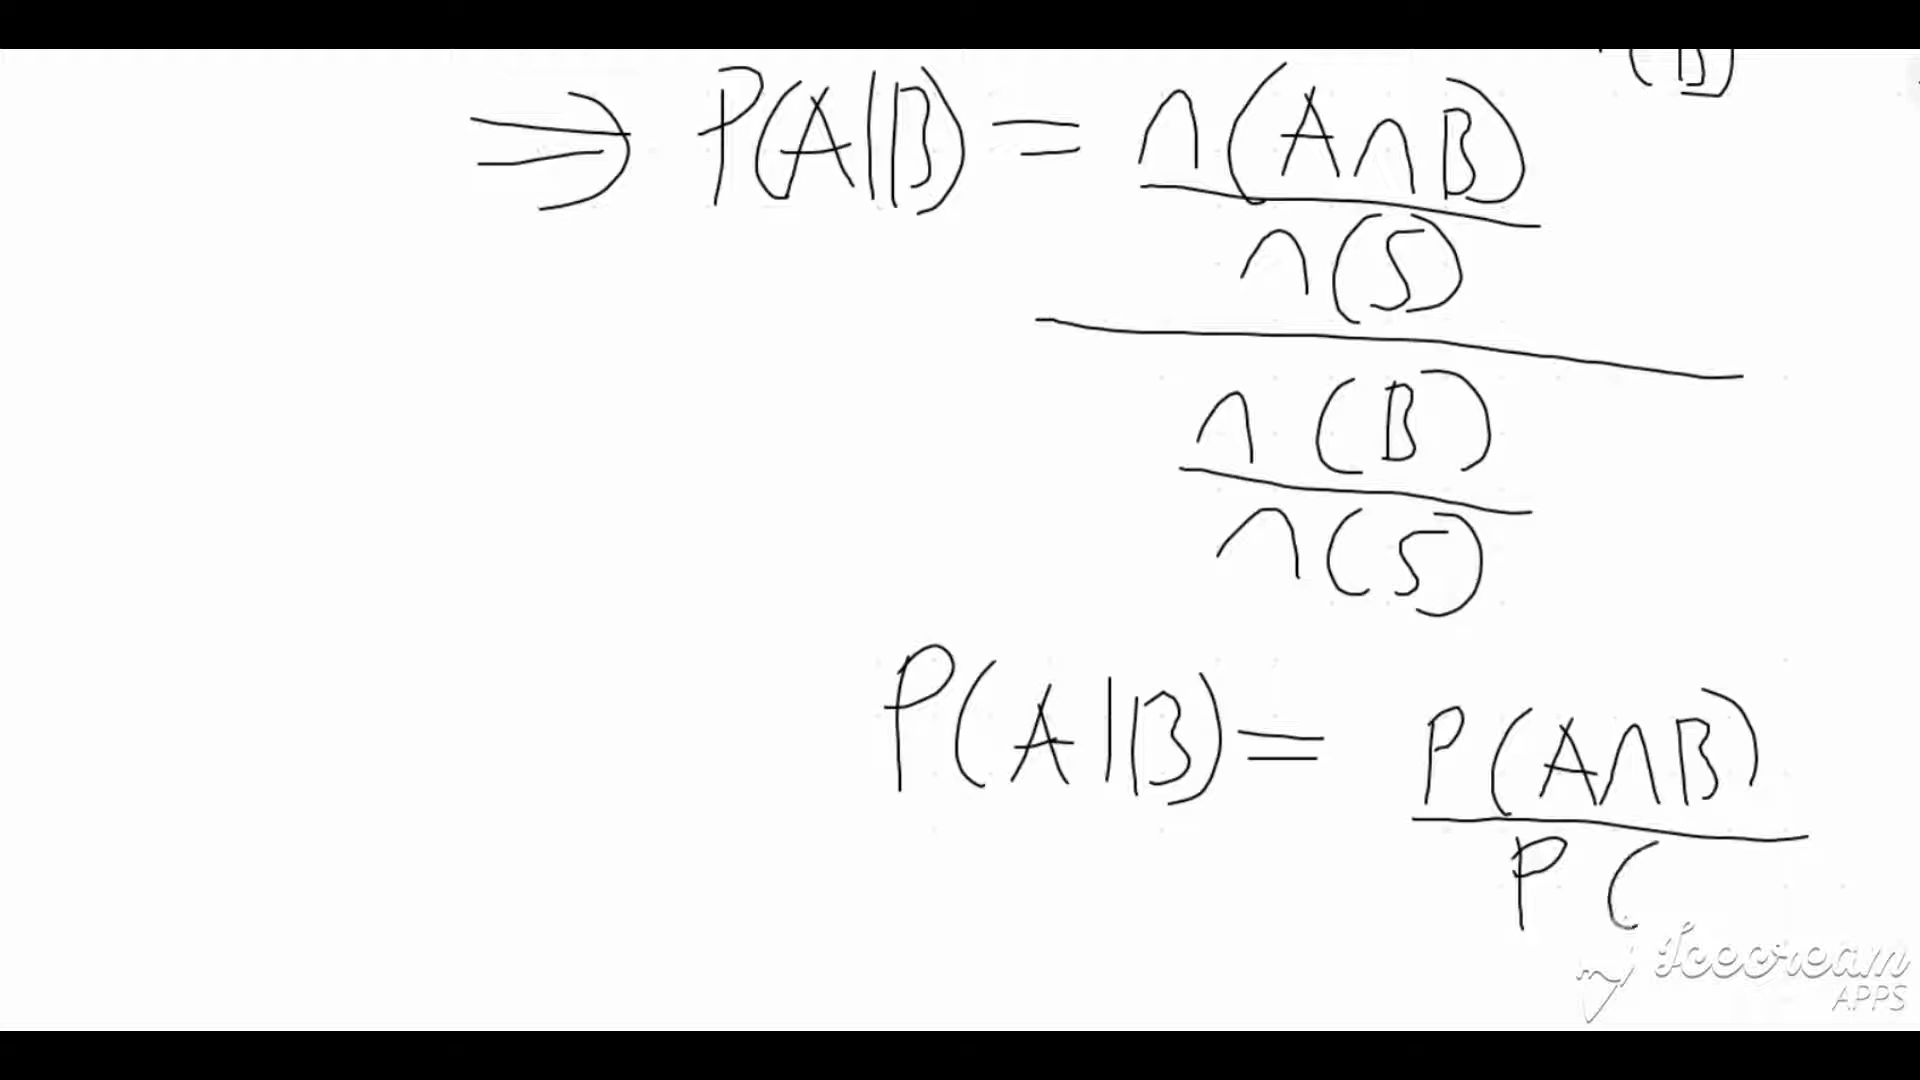 (B)
⇒ P(A|B) = n(A∩B)
n(S)
n(B)
n(S)
P(A|B) = P(A∩B)
P(
Icecream
APPS